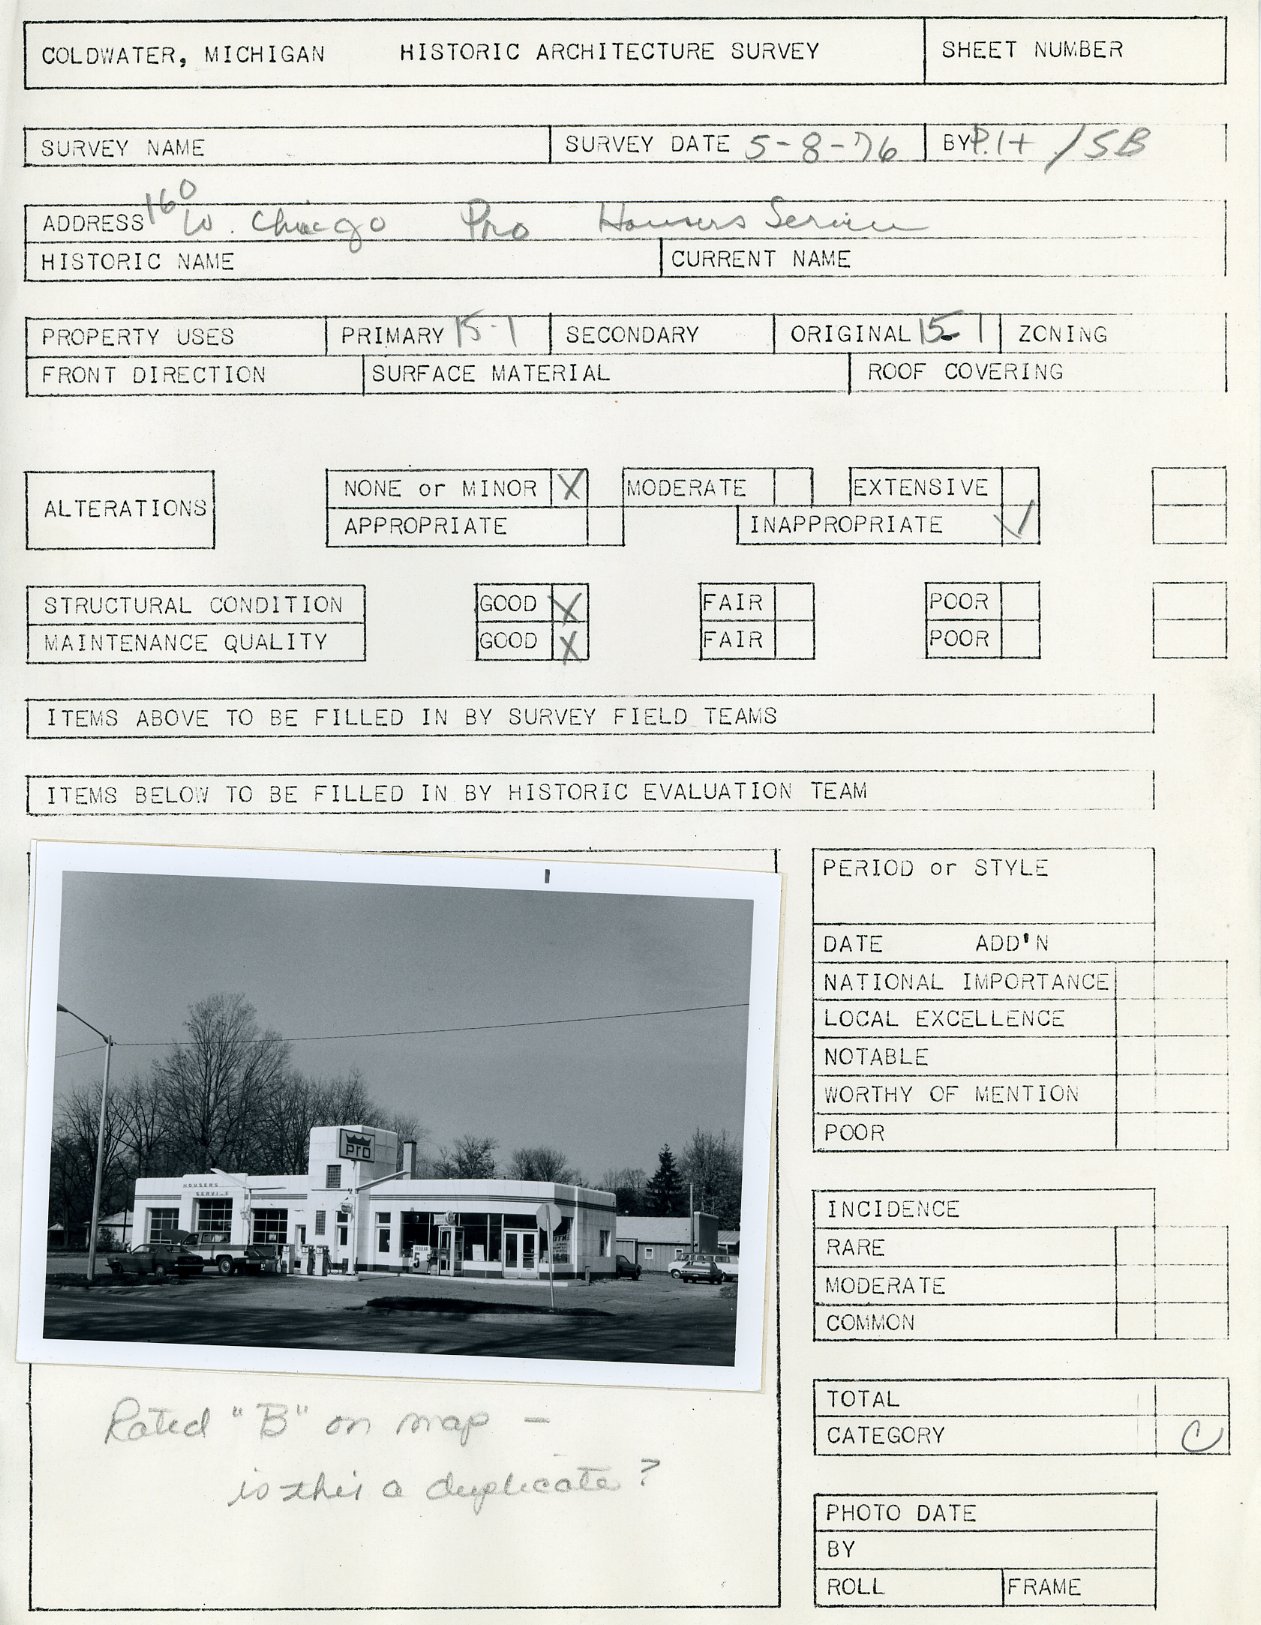 COLDWATER, MICHIGAN HISTORIC ARCHITECTURE SURVEY SHEET NUMBER
SURVEY NAME SURVEY DATE 5-8-76 BY P.H /SB
ADDRESS 160 W. Chicago Pro Housers Service
HISTORIC NAME CURRENT NAME
PROPERTY USES PRIMARY 15-1 SECONDARY ORIGINAL 15-1 ZONING
FRONT DIRECTION SURFACE MATERIAL ROOF COVERING
ALTERATIONS NONE or MINOR X MODERATE EXTENSIVE
APPROPRIATE INAPPROPRIATE
STRUCTURAL CONDITION GOOD X FAIR POOR
MAINTENANCE QUALITY GOOD X FAIR POOR
ITEMS ABOVE TO BE FILLED IN BY SURVEY FIELD TEAMS
ITEMS BELOW TO BE FILLED IN BY HISTORIC EVALUATION TEAM
PERIOD or STYLE
DATE ADD'N
NATIONAL IMPORTANCE
LOCAL EXCELLENCE
NOTABLE
WORTHY OF MENTION
POOR
PRO
HOUSERS
SERVICE
INCIDENCE
RARE
MODERATE
COMMON
TOTAL
CATEGORY C
Rated "B" on map -
is this a duplicate?
PHOTO DATE
BY
ROLL FRAME